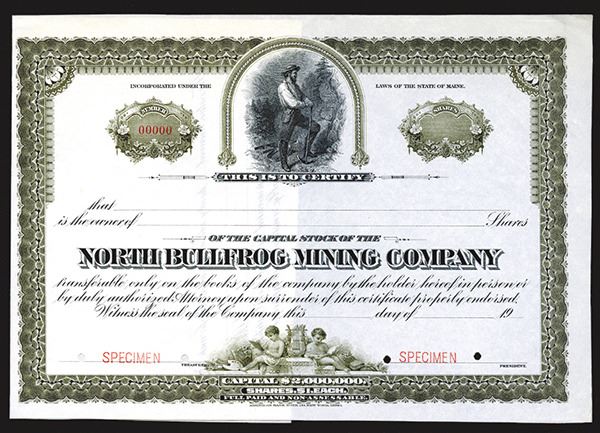 INCORPORATED UNDER THE LAWS OF THE STATE OF MAINE.
NUMBER SHARES
00000
THIS IS TO CERTIFY
that
is the owner of Shares
OF THE CAPITAL STOCK OF THE
NORTH BULLFROG MINING COMPANY
transferable only on the books of the company by the holder hereof in person or
by duly authorized Attorney upon surrender of this certificate properly endorsed.
Witness the seal of the Company this day of 19
SPECIMEN SPECIMEN
TREASURER PRESIDENT.
CAPITAL $2,000,000.
SHARES, $1. EACH.
FULL PAID AND NON-ASSESSABLE.